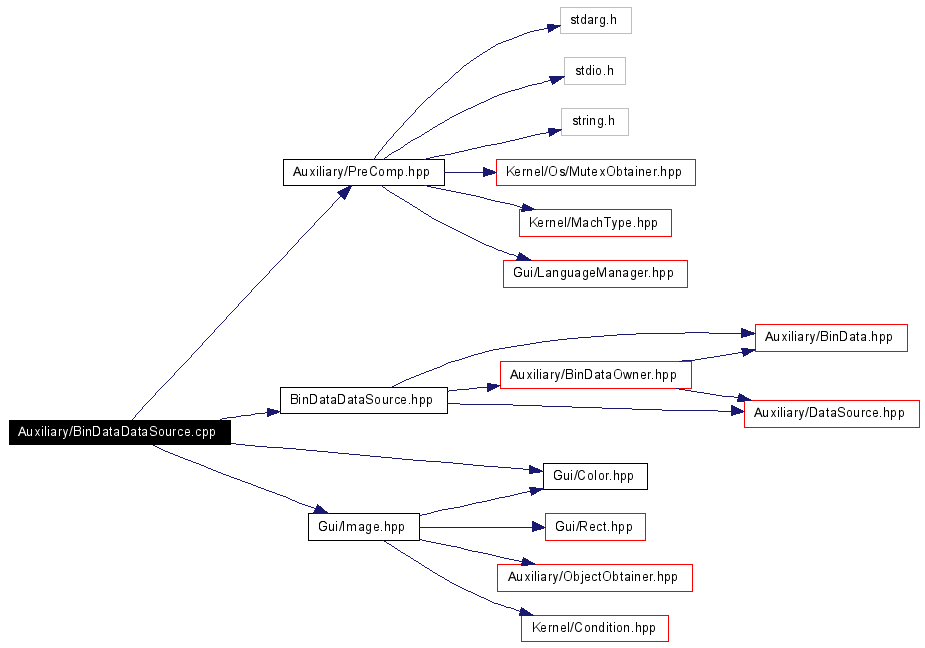 stdarg.h
stdio.h
string.h
Auxiliary/PreComp.hpp
Kernel/Os/MutexObtainer.hpp
Kernel/MachType.hpp
Gui/LanguageManager.hpp
Auxiliary/BinData.hpp
Auxiliary/BinDataOwner.hpp
BinDataDataSource.hpp
Auxiliary/DataSource.hpp
Auxiliary/BinDataDataSource.cpp
Gui/Color.hpp
Gui/Image.hpp
Gui/Rect.hpp
Auxiliary/ObjectObtainer.hpp
Kernel/Condition.hpp